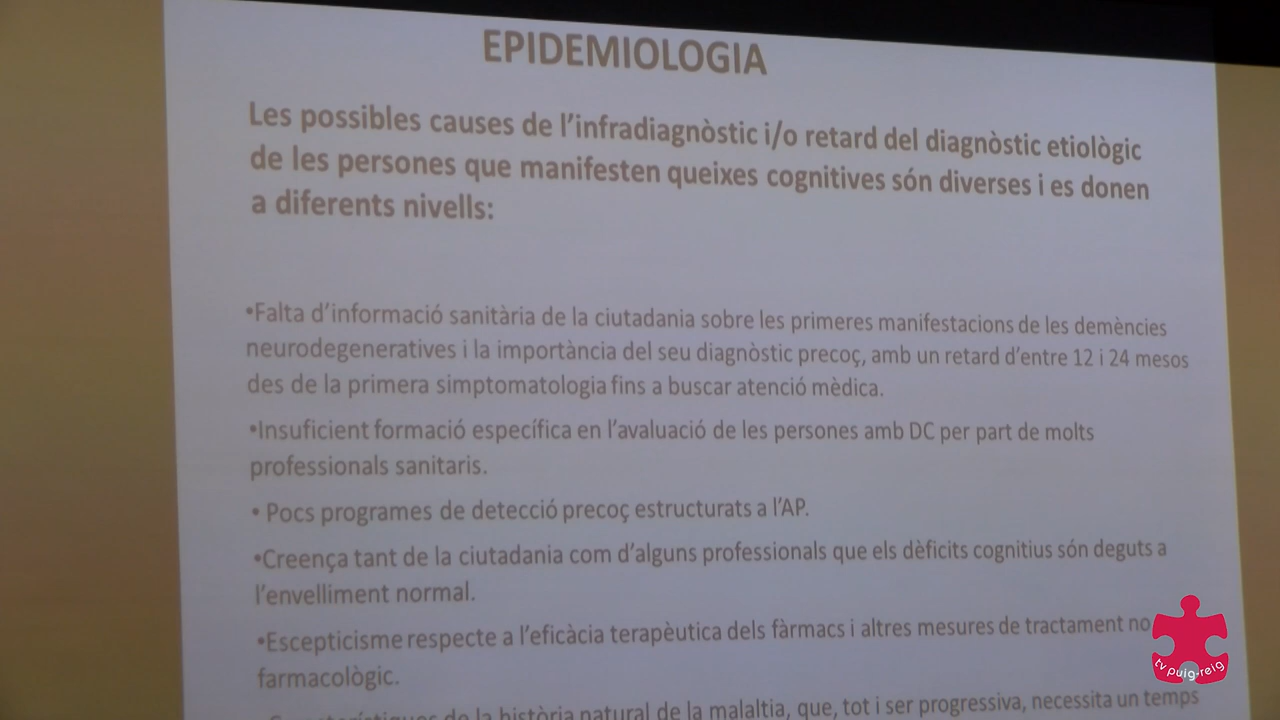 EPIDEMIOLOGIA
Les possibles causes de l'infradiagnòstic i/o retard del diagnòstic etiològic
de les persones que manifesten queixes cognitives són diverses i es donen
a diferents nivells:
•Falta d'informació sanitària de la ciutadania sobre les primeres manifestacions de les demències
neurodegeneratives i la importància del seu diagnòstic precoç, amb un retard d'entre 12 i 24 mesos
des de la primera simptomatologia fins a buscar atenció mèdica.
•Insuficient formació específica en l'avaluació de les persones amb DC per part de molts
professionals sanitaris.
• Pocs programes de detecció precoç estructurats a l'AP.
•Creença tant de la ciutadania com d'alguns professionals que els dèficits cognitius són deguts a
l'envelliment normal.
•Escepticisme respecte a l'eficàcia terapèutica dels fàrmacs i altres mesures de tractament no
farmacològic.
de la història natural de la malaltia, que, tot i ser progressiva, necessita un temps
tv puig-reig